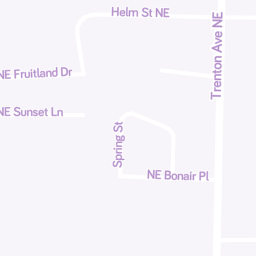 Helm St NE
Trenton Ave NE
NE Fruitland Dr
NE Sunset Ln
Spring St
NE Bonair Pl